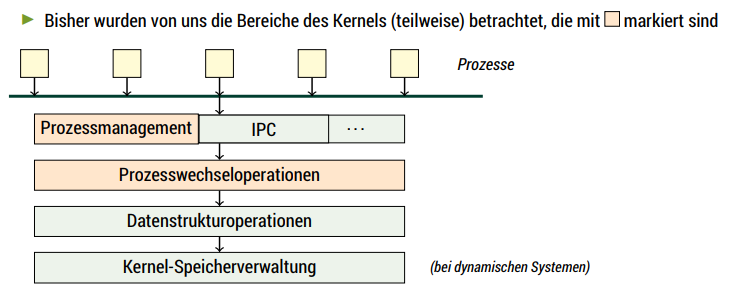 Bisher wurden von uns die Bereiche des Kernels (teilweise) betrachtet, die mit markiert sind
Prozesse
Prozessmanagement IPC ...
Prozesswechseloperationen
Datenstrukturoperationen
Kernel-Speicherverwaltung (bei dynamischen Systemen)